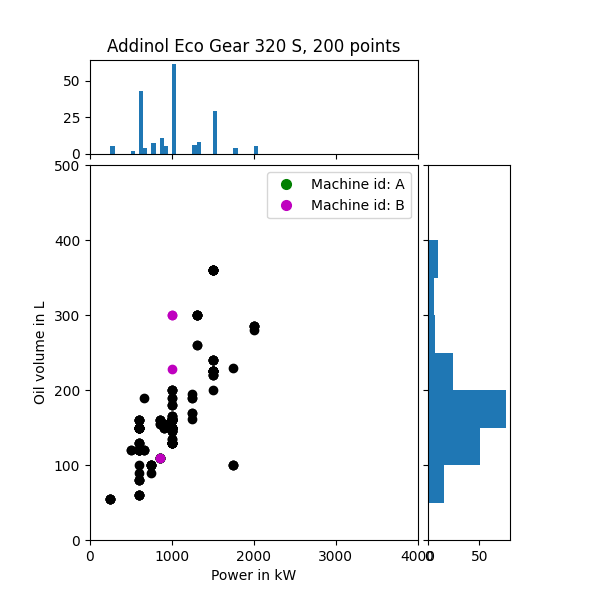 Addinol Eco Gear 320 S, 200 points
50
25
0
500
400
300
200
100
0
Oil volume in L
Machine id: A
Machine id: B
0 1000 2000 3000 4000
0 50
Power in kW